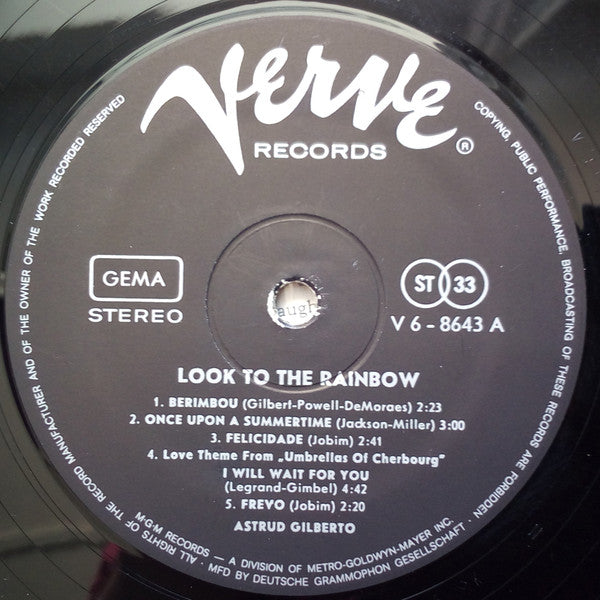 Verve
RECORDS ®
GEMA
STEREO
ST 33
V 6 - 8643 A
augh
LOOK TO THE RAINBOW
1. BERIMBOU (Gilbert-Powell-DeMoraes) 2:23
2. ONCE UPON A SUMMERTIME (Jackson-Miller) 3:00
3. FELICIDADE (Jobim) 2:41
4. Love Theme From „Umbrellas Of Cherbourg"
I WILL WAIT FOR YOU
(Legrand-Gimbel) 4:42
5. FREVO (Jobim) 2:20
ASTRUD GILBERTO
M·G·M RECORDS — A DIVISION OF METRO-GOLDWYN-MAYER INC.
ALL RIGHTS OF THE RECORD MANUFACTURER AND OF THE OWNER OF THE WORK RECORDED RESERVED
COPYING, PUBLIC PERFORMANCE, BROADCASTING OF THESE RECORDS ARE FORBIDDEN
· MFD BY DEUTSCHE GRAMMOPHON GESELLSCHAFT ·